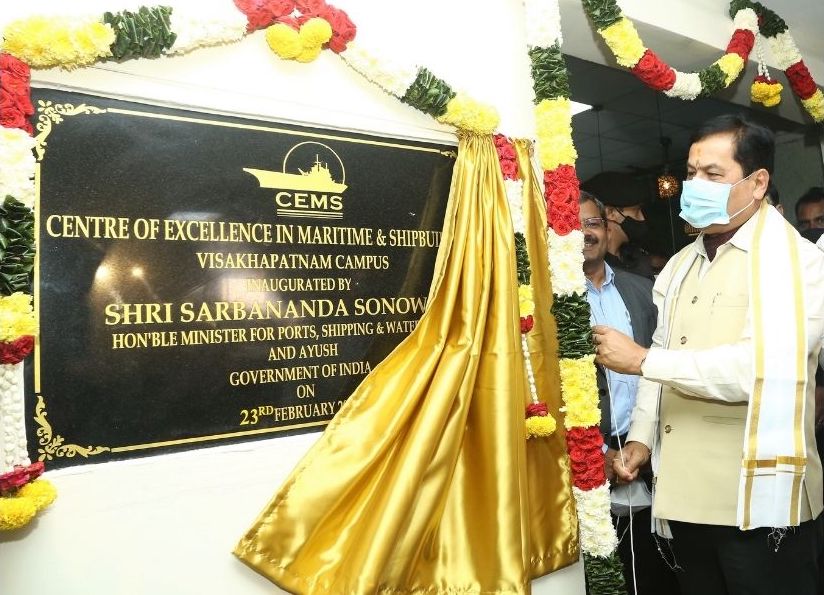 CEMS
CENTRE OF EXCELLENCE IN MARITIME & SHIPBUI
VISAKHAPATNAM CAMPUS
INAUGURATED BY
SHRI SARBANANDA SONOW
HON'BLE MINISTER FOR PORTS, SHIPPING & WATE
AND AYUSH
GOVERNMENT OF INDIA
ON
23RD FEBRUARY 2